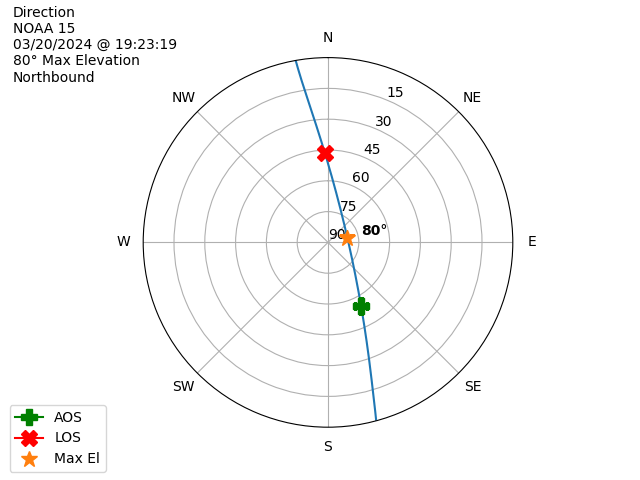 Direction
NOAA 15
03/20/2024 @ 19:23:19
80° Max Elevation
Northbound
N
NW
NE
15
30
45
60
75
90
80°
W
E
SW
SE
S
AOS
LOS
Max El